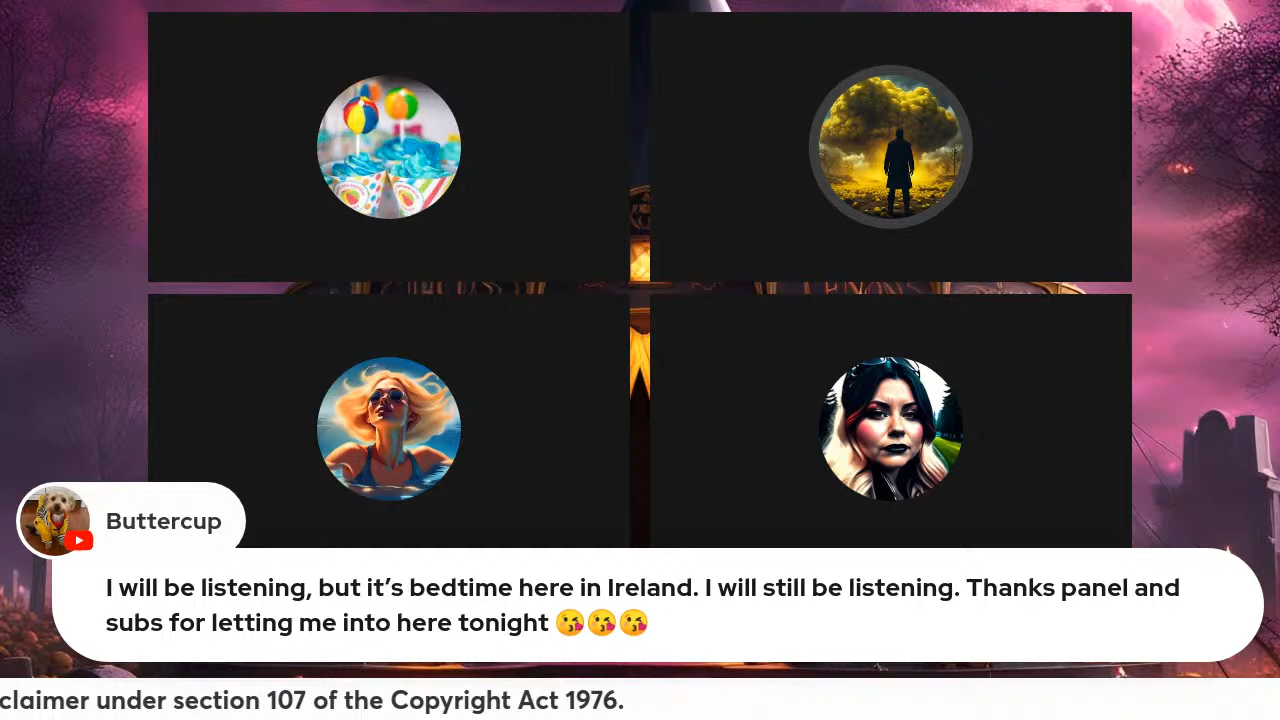 Buttercup
I will be listening, but it’s bedtime here in Ireland. I will still be listening. Thanks panel and
subs for letting me into here tonight 😘😘😘
claimer under section 107 of the Copyright Act 1976.